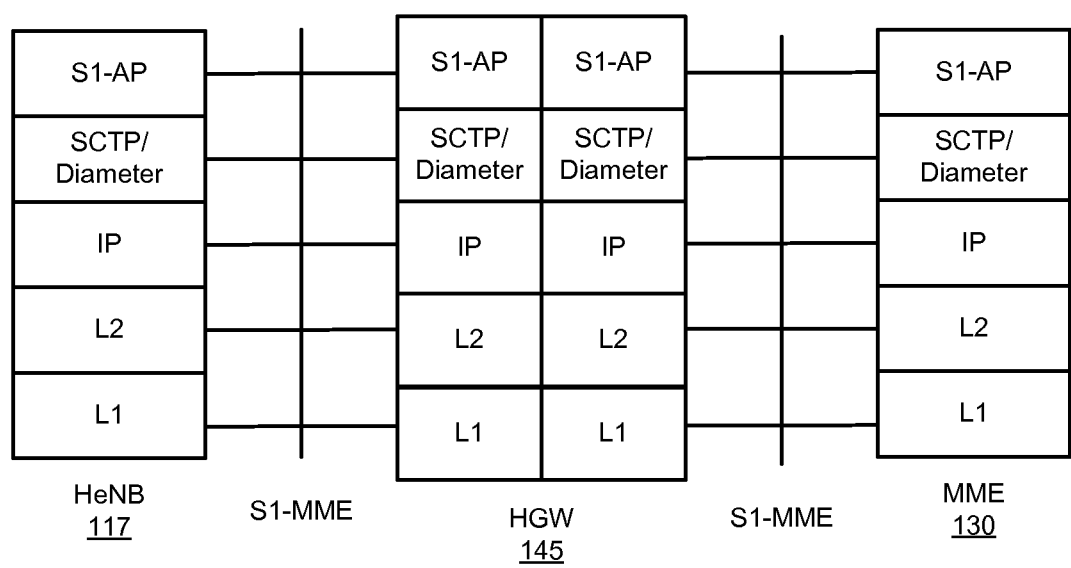 S1-AP
SCTP/
Diameter
IP
L2
L1
HeNB
117
S1-MME
S1-AP
S1-AP
SCTP/
Diameter
SCTP/
Diameter
IP
IP
L2
L2
L1
L1
HGW
145
S1-MME
S1-AP
SCTP/
Diameter
IP
L2
L1
MME
130